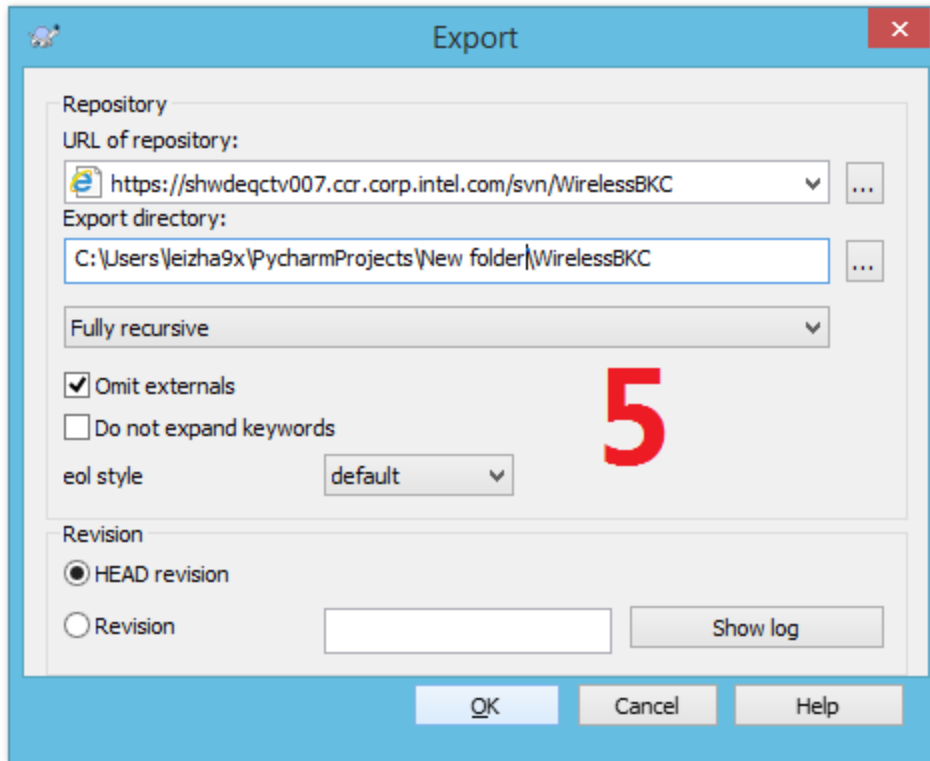 Export
Repository
URL of repository:
https://shwdeqctv007.ccr.corp.intel.com/svn/WirelessBKC
...
Export directory:
C:\Users\leizha9x\PycharmProjects\New folder\WirelessBKC
...
Fully recursive
Omit externals
Do not expand keywords
5
eol style default
Revision
HEAD revision
Revision
Show log
OK Cancel Help